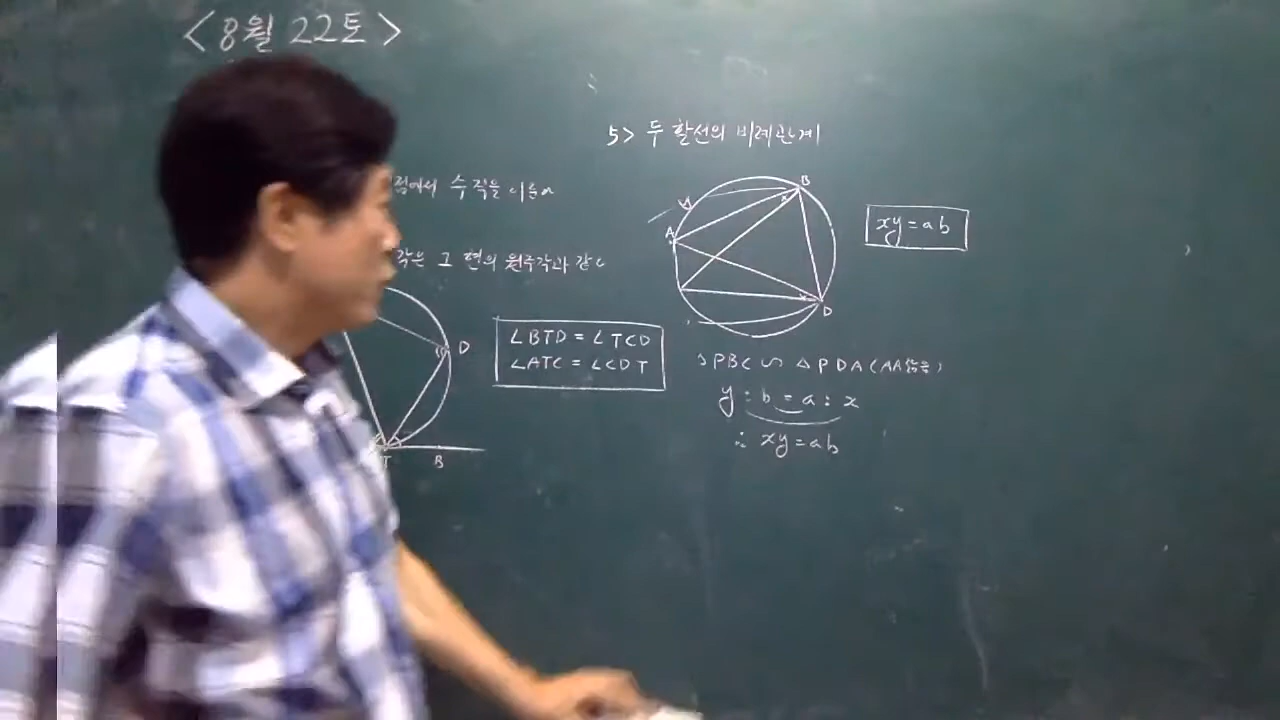 <8월 22토>
점에서 수직을 이룬다
각은 그 현의 원주각과 같다
D
∠BTD = ∠TCD
∠ATC = ∠CDT
T B
5> 두 할선의 비례관계
B
A
D
xy = ab
PBC ∽ △PDA (AA닮음)
y : b = a : x
∴ xy = ab